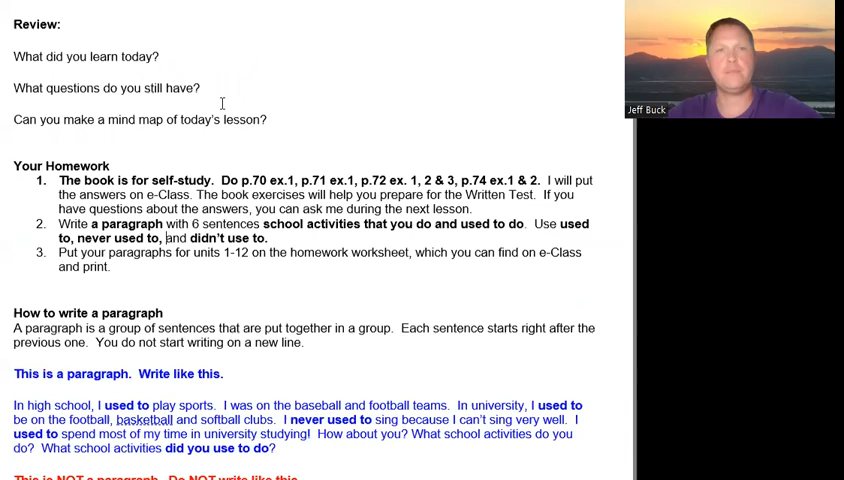 Review:
What did you learn today?
What questions do you still have?
Can you make a mind map of today's lesson?
Your Homework
1. The book is for self-study. Do p.70 ex.1, p.71 ex.1, p.72 ex. 1, 2 & 3, p.74 ex.1 & 2. I will put
the answers on e-Class. The book exercises will help you prepare for the Written Test. If you
have questions about the answers, you can ask me during the next lesson.
2. Write a paragraph with 6 sentences school activities that you do and used to do. Use used
to, never used to, and didn't use to.
3. Put your paragraphs for units 1-12 on the homework worksheet, which you can find on e-Class
and print.
How to write a paragraph
A paragraph is a group of sentences that are put together in a group. Each sentence starts right after the
previous one. You do not start writing on a new line.
This is a paragraph. Write like this.
In high school, I used to play sports. I was on the baseball and football teams. In university, I used to
be on the football, basketball and softball clubs. I never used to sing because I can't sing very well. I
used to spend most of my time in university studying! How about you? What school activities do you
do? What school activities did you use to do?
This is NOT a paragraph. Do NOT write like this.
Jeff Buck